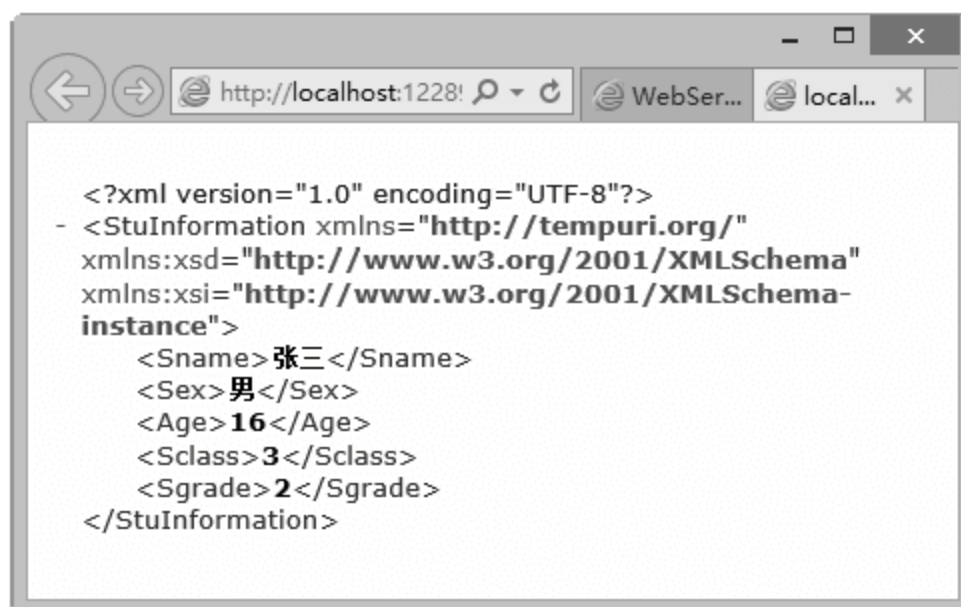 http://localhost:1228
WebSer...
local...
<?xml version="1.0" encoding="UTF-8"?>
- <StuInformation xmlns="http://tempuri.org/"
xmlns:xsd="http://www.w3.org/2001/XMLSchema"
xmlns:xsi="http://www.w3.org/2001/XMLSchema-
instance">
<Sname>张三</Sname>
<Sex>男</Sex>
<Age>16</Age>
<Sclass>3</Sclass>
<Sgrade>2</Sgrade>
</StuInformation>